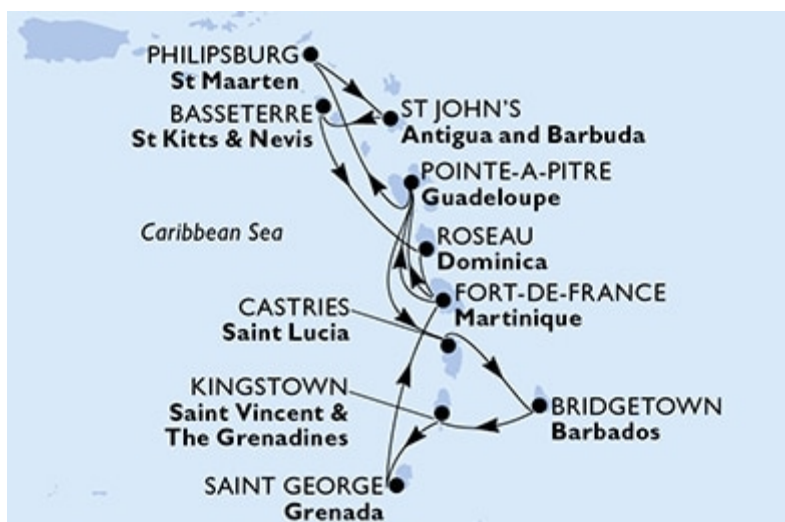 PHILIPSBURG
St Maarten
BASSETERRE
St Kitts & Nevis
ST JOHN'S
Antigua and Barbuda
POINTE-A-PITRE
Guadeloupe
Caribbean Sea
ROSEAU
Dominica
CASTRIES
Saint Lucia
FORT-DE-FRANCE
Martinique
KINGSTOWN
Saint Vincent &
The Grenadines
BRIDGETOWN
Barbados
SAINT GEORGE
Grenada